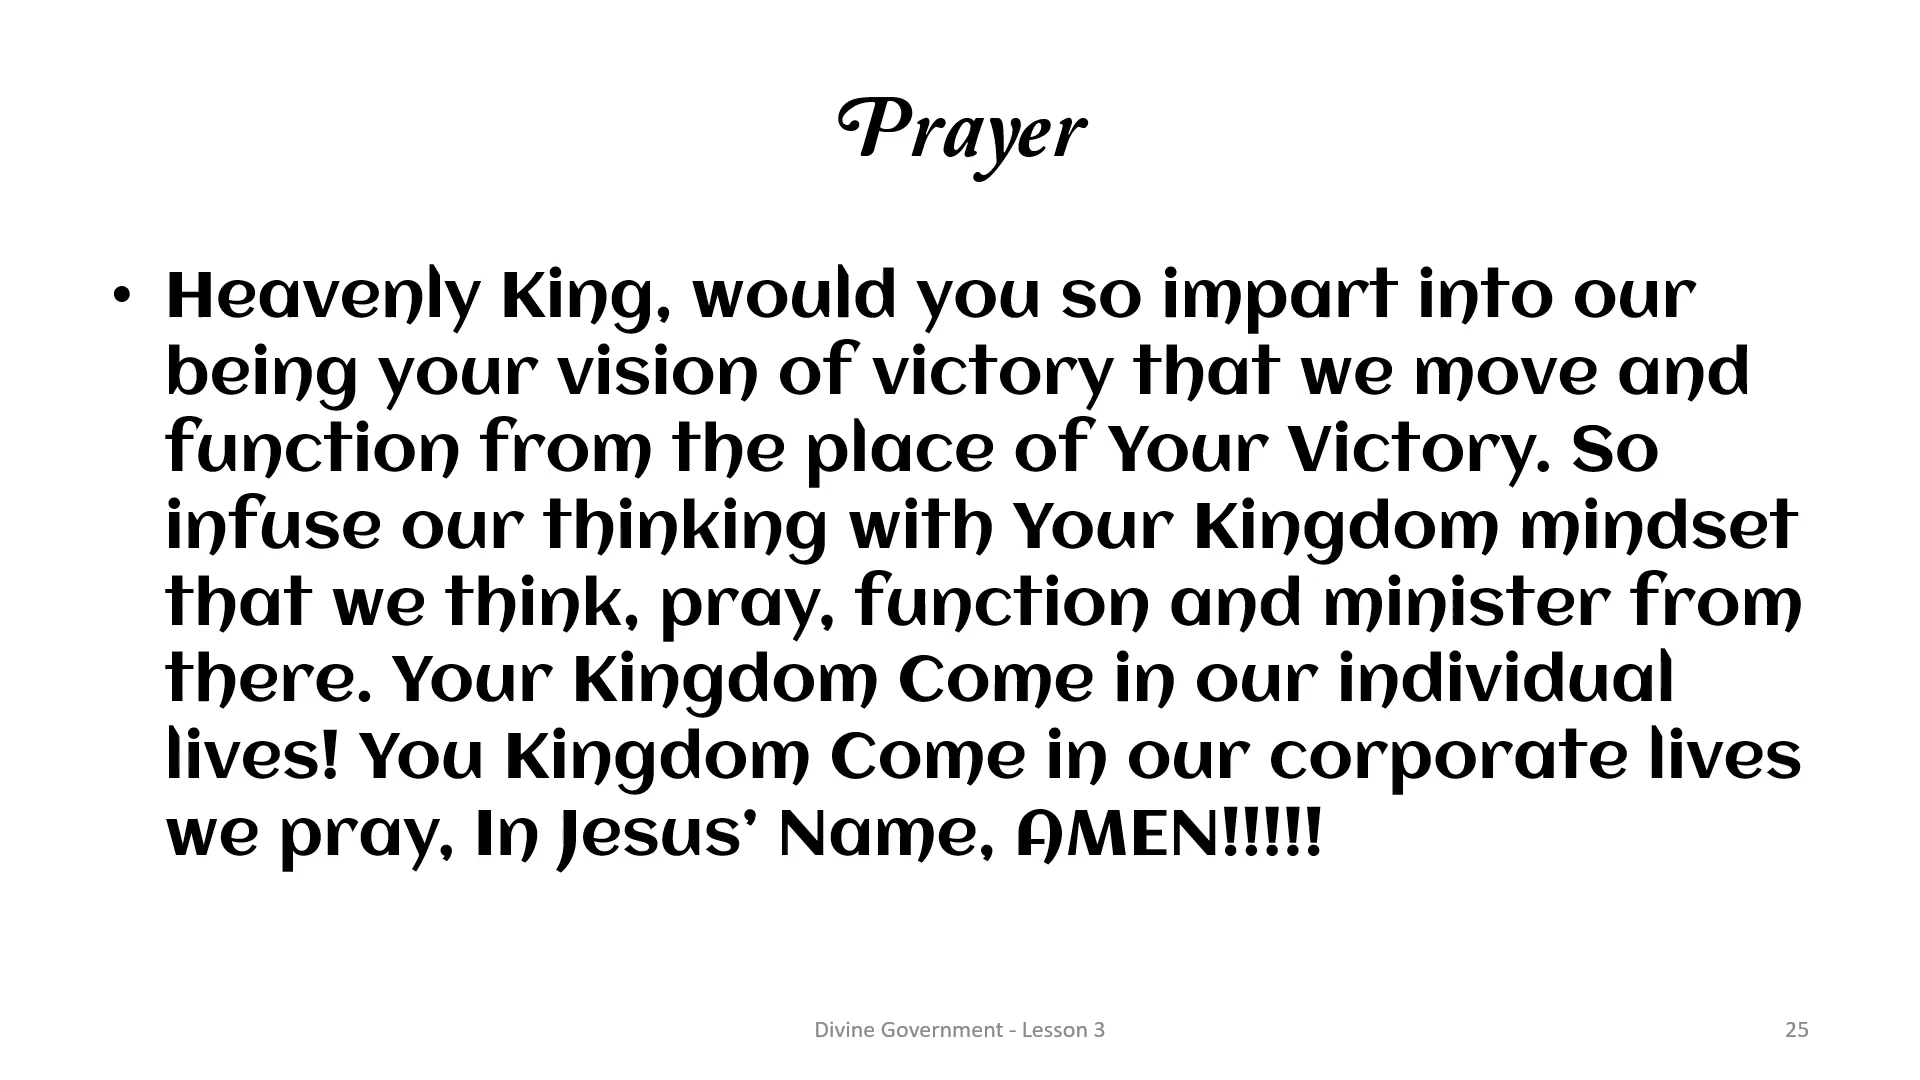 Prayer
• Heavenly King, would you so impart into our
being your vision of victory that we move and
function from the place of Your Victory. So
infuse our thinking with Your Kingdom mindset
that we think, pray, function and minister from
there. Your Kingdom Come in our individual
lives! You Kingdom Come in our corporate lives
we pray, In Jesus’ Name, AMEN!!!!!
Divine Government - Lesson 3
25